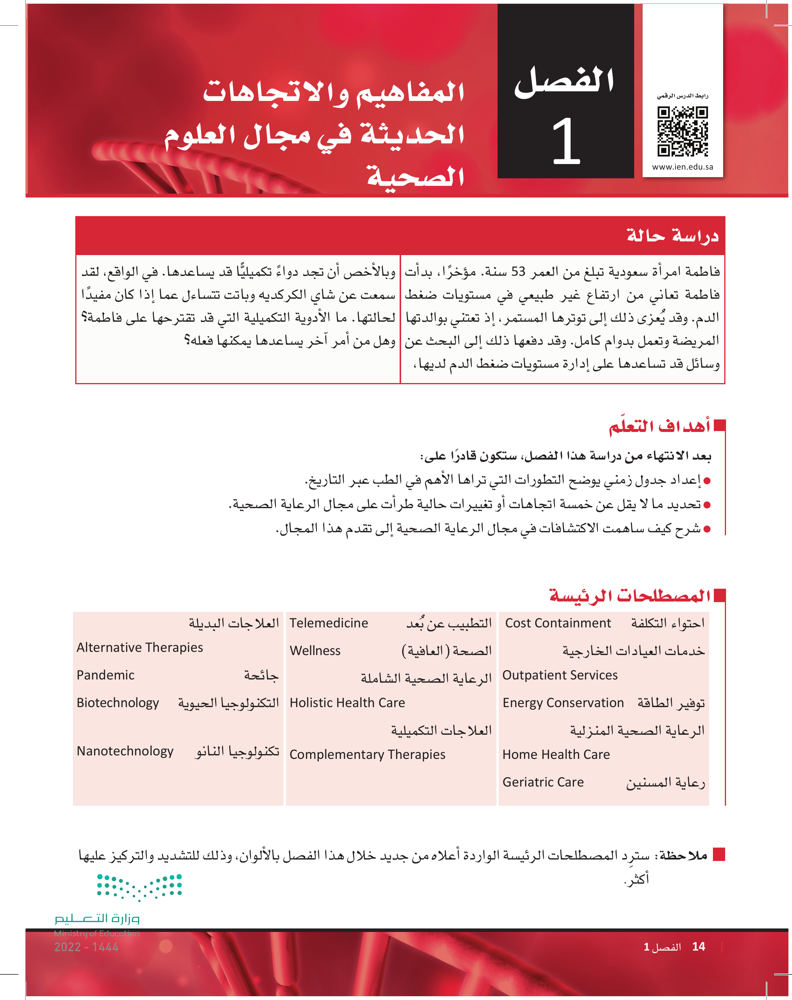 رابط الدرس الرقمي
www.ien.edu.sa
الفصل
1
المفاهيم والاتجاهات
الحديثة في مجال العلوم
الصحية
دراسة حالة
فاطمة امرأة سعودية تبلغ من العمر 53 سنة. مؤخرًا، بدأت
فاطمة تعاني من ارتفاع غير طبيعي في مستويات ضغط
الدم. وقد يُعزى ذلك إلى توترها المستمر، إذ تعتني بوالدتها
المريضة وتعمل بدوام كامل. وقد دفعها ذلك إلى البحث عن
وسائل قد تساعدها على إدارة مستويات ضغط الدم لديها،
وبالأخص أن تجد دواءً تكميليًّا قد يساعدها. في الواقع، لقد
سمعت عن شاي الكركديه وباتت تتساءل عما إذا كان مفيدًا
لحالتها. ما الأدوية التكميلية التي قد تقترحها على فاطمة؟
وهل من أمر آخر يساعدها يمكنها فعله؟
أهداف التعلّم
بعد الانتهاء من دراسة هذا الفصل، ستكون قادرًا على:
● إعداد جدول زمني يوضح التطورات التي تراها الأهم في الطب عبر التاريخ.
● تحديد ما لا يقل عن خمسة اتجاهات أو تغييرات حالية طرأت على مجال الرعاية الصحية.
● شرح كيف ساهمت الاكتشافات في مجال الرعاية الصحية إلى تقدم هذا المجال.
المصطلحات الرئيسة
احتواء التكلفة Cost Containment
خدمات العيادات الخارجية
Outpatient Services
توفير الطاقة Energy Conservation
الرعاية الصحية المنزلية
Home Health Care
رعاية المسنين Geriatric Care
التطبيب عن بُعد Telemedicine
الصحة (العافية) Wellness
الرعاية الصحية الشاملة
Holistic Health Care
العلاجات التكميلية
Complementary Therapies
العلاجات البديلة
Alternative Therapies
جائحة Pandemic
التكنولوجيا الحيوية Biotechnology
تكنولوجيا النانو Nanotechnology
ملاحظة: سترِد المصطلحات الرئيسة الواردة أعلاه من جديد خلال هذا الفصل بالألوان، وذلك للتشديد والتركيز عليها
أكثر.
وزارة التعـــليم
Ministry of Education
2022 - 1444
14 الفصل 1